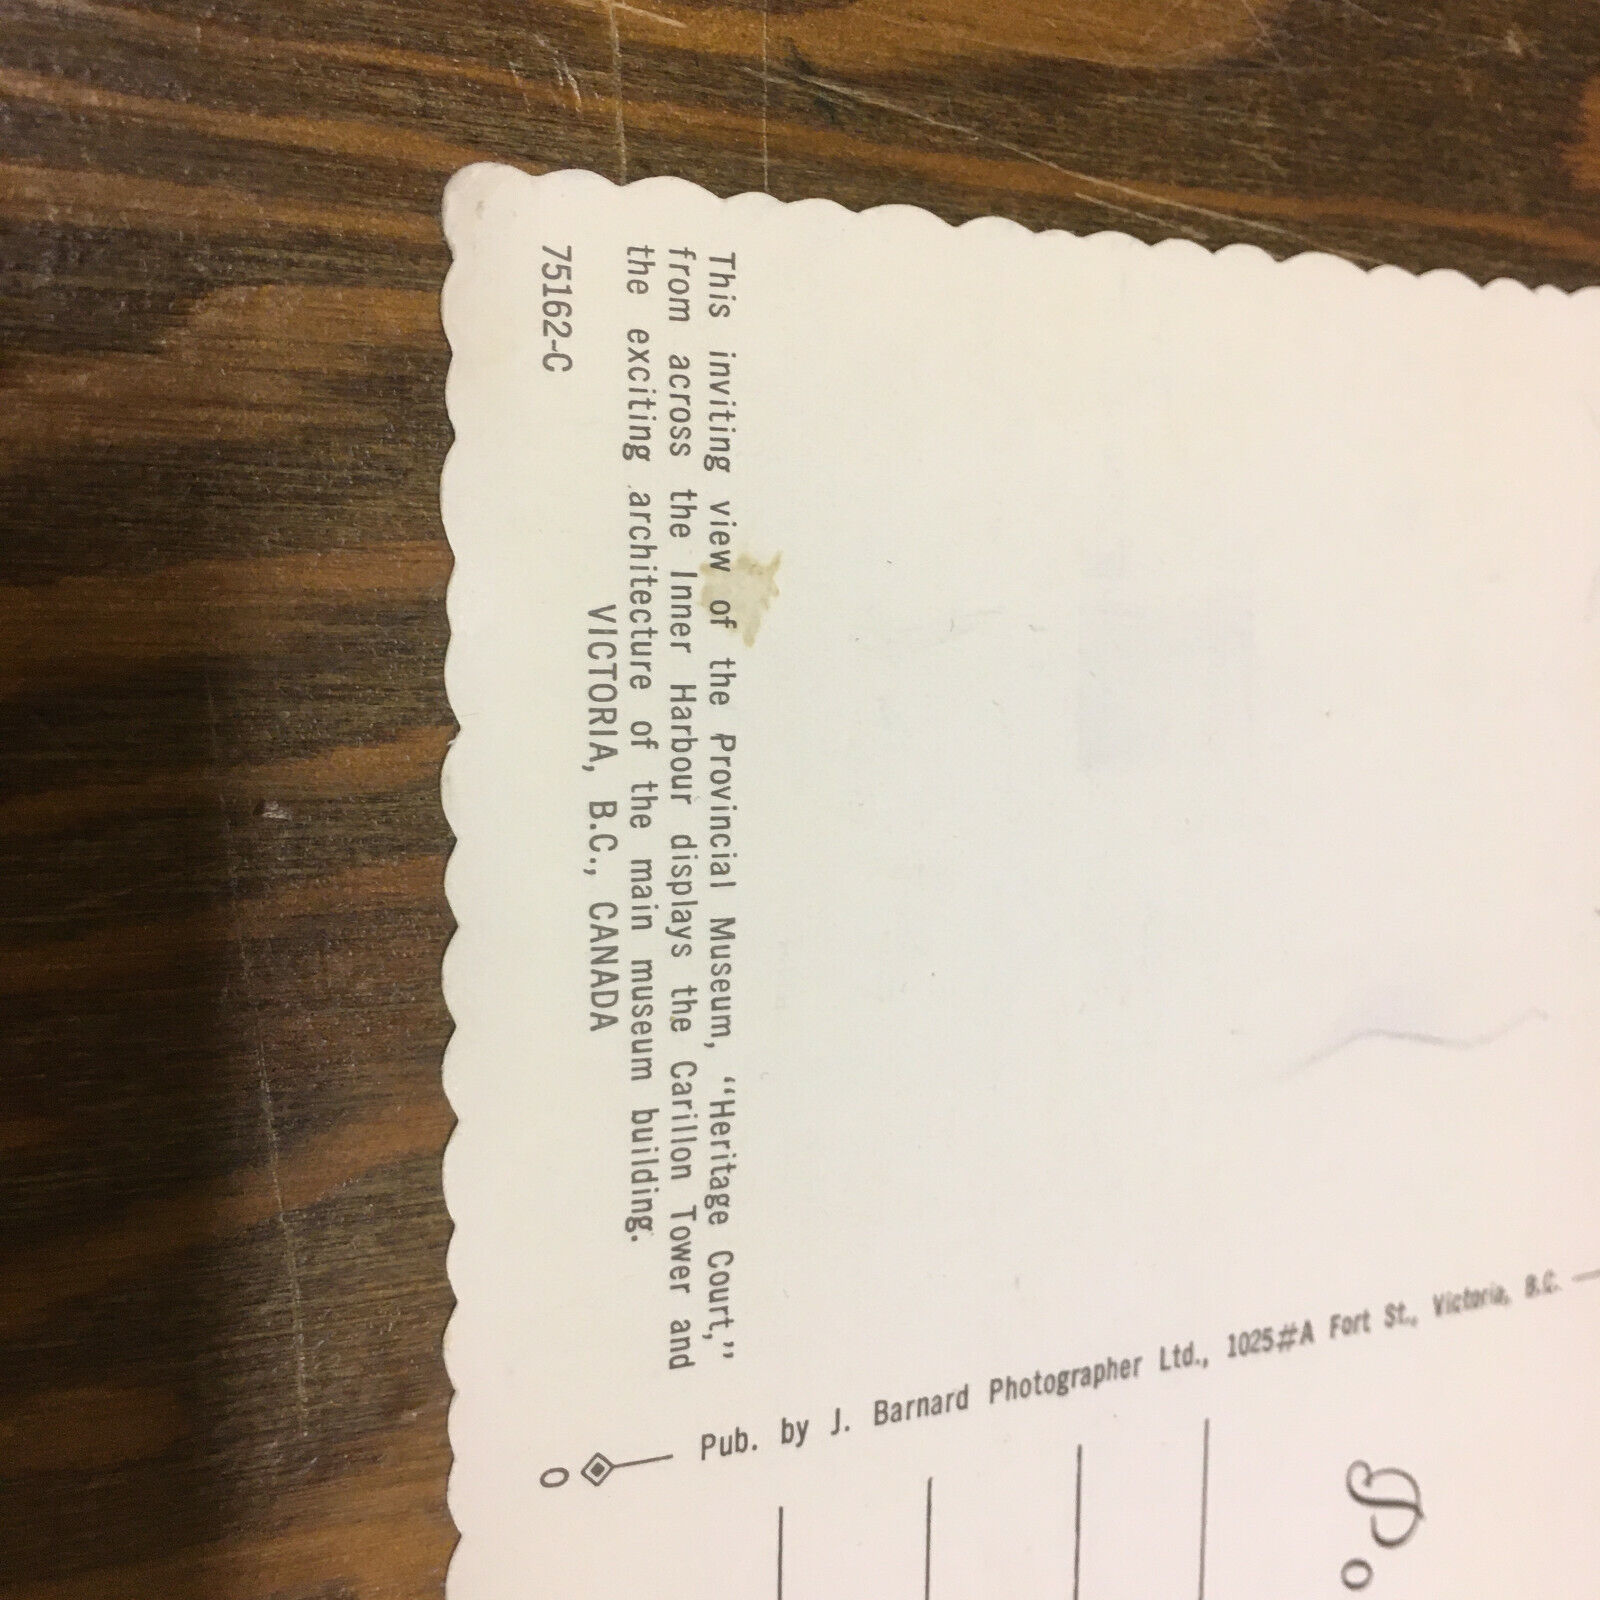 This inviting view of the Provincial Museum, "Heritage Court,"
from across the Inner Harbour displays the Carillon Tower and
the exciting architecture of the main museum building.
VICTORIA, B.C., CANADA
75162-C
Pub. by J. Barnard Photographer Ltd., 1025#A Fort St., Victoria, B.C.
Po
O